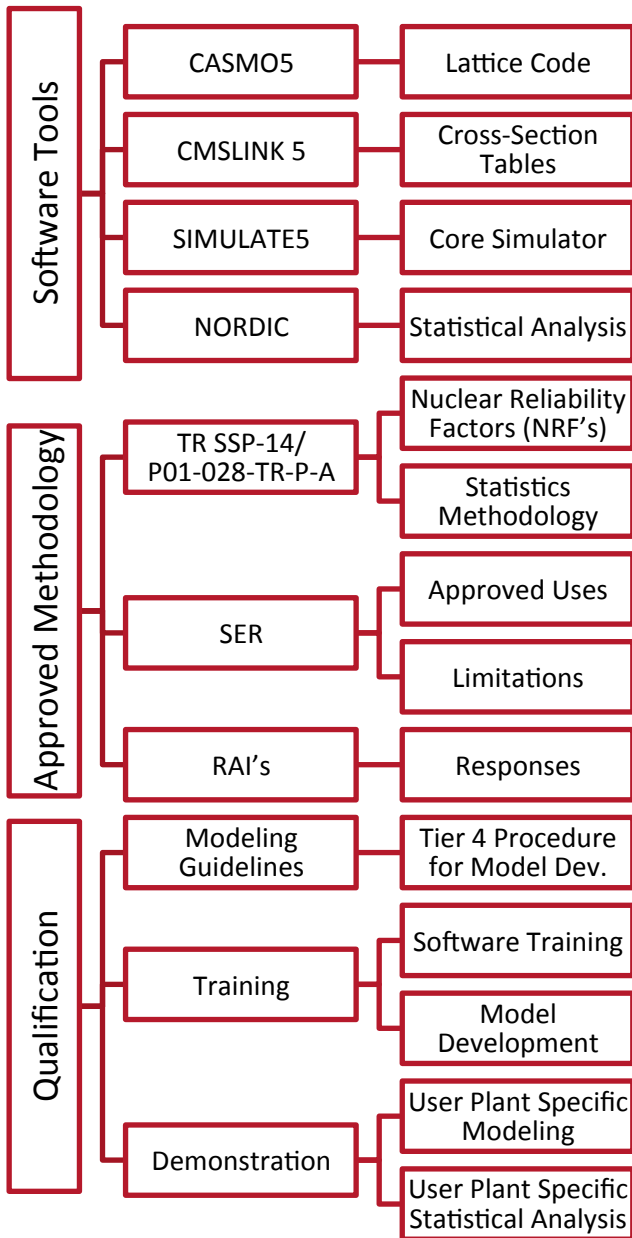 Software Tools
CASMO5
Lattice Code
CMSLINK 5
Cross-Section
Tables
SIMULATE5
Core Simulator
NORDIC
Statistical Analysis
Approved Methodology
TR SSP-14/
P01-028-TR-P-A
Nuclear Reliability
Factors (NRF's)
Statistics
Methodology
SER
Approved Uses
Limitations
RAI's
Responses
Qualification
Modeling
Guidelines
Tier 4 Procedure
for Model Dev.
Training
Software Training
Model
Development
Demonstration
User Plant Specific
Modeling
User Plant Specific
Statistical Analysis